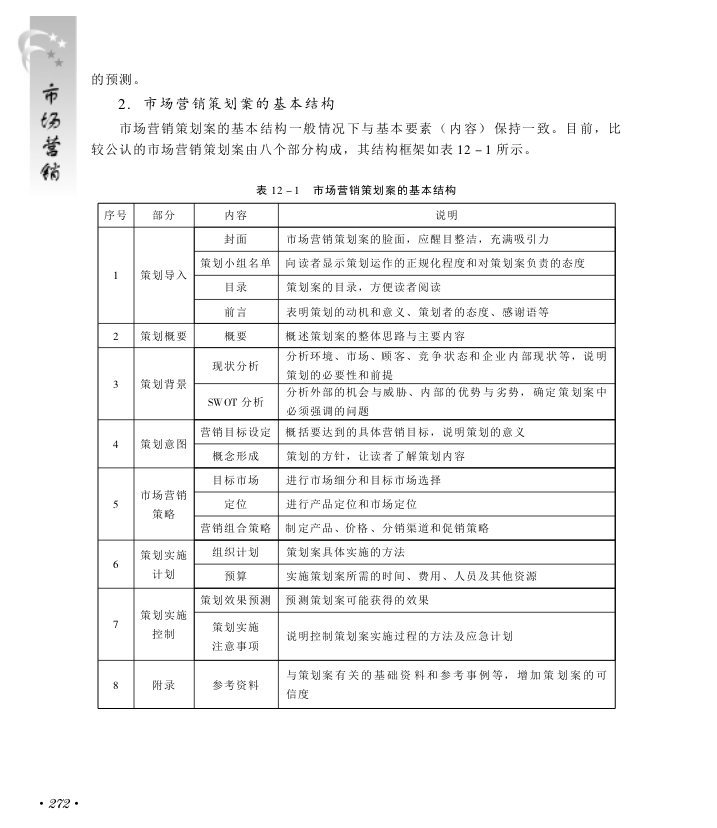 市场营销
的预测。
2. 市场营销策划案的基本结构
市场营销策划案的基本结构一般情况下与基本要素（内容）保持一致。目前，比
较公认的市场营销策划案由八个部分构成，其结构框架如表 12－1 所示。
表 12－1 市场营销策划案的基本结构
序号 部分 内容 说明
1 策划导入 封面 市场营销策划案的脸面，应醒目整洁，充满吸引力
策划小组名单 向读者显示策划运作的正规化程度和对策划案负责的态度
目录 策划案的目录，方便读者阅读
前言 表明策划的动机和意义、策划者的态度、感谢语等
2 策划概要 概要 概述策划案的整体思路与主要内容
3 策划背景 现状分析 分析环境、市场、顾客、竞争状态和企业内部现状等，说明
策划的必要性和前提
SWOT 分析 分析外部的机会与威胁、内部的优势与劣势，确定策划案中
必须强调的问题
4 策划意图 营销目标设定 概括要达到的具体营销目标，说明策划的意义
概念形成 策划的方针，让读者了解策划内容
5 市场营销
策略 目标市场 进行市场细分和目标市场选择
定位 进行产品定位和市场定位
营销组合策略 制定产品、价格、分销渠道和促销策略
6 策划实施
计划 组织计划 策划案具体实施的方法
预算 实施策划案所需的时间、费用、人员及其他资源
7 策划实施
控制 策划效果预测 预测策划案可能获得的效果
策划实施
注意事项 说明控制策划案实施过程的方法及应急计划
8 附录 参考资料 与策划案有关的基础资料和参考事例等，增加策划案的可
信度
· 272 ·